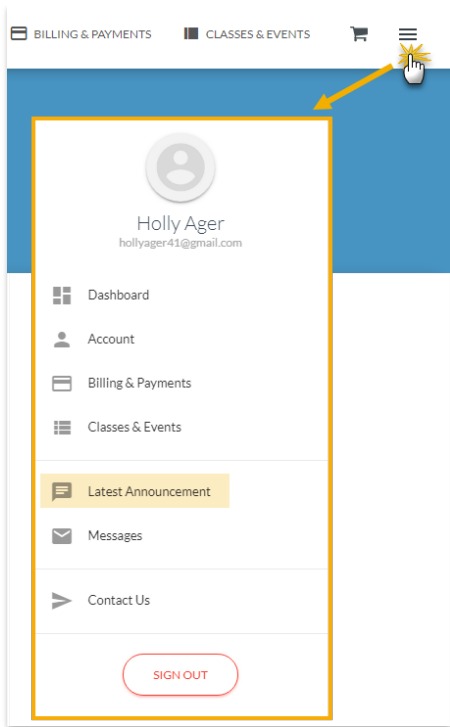 BILLING & PAYMENTS CLASSES & EVENTS
Holly Ager
hollyager41@gmail.com
Dashboard
Account
Billing & Payments
Classes & Events
Latest Announcement
Messages
Contact Us
SIGN OUT